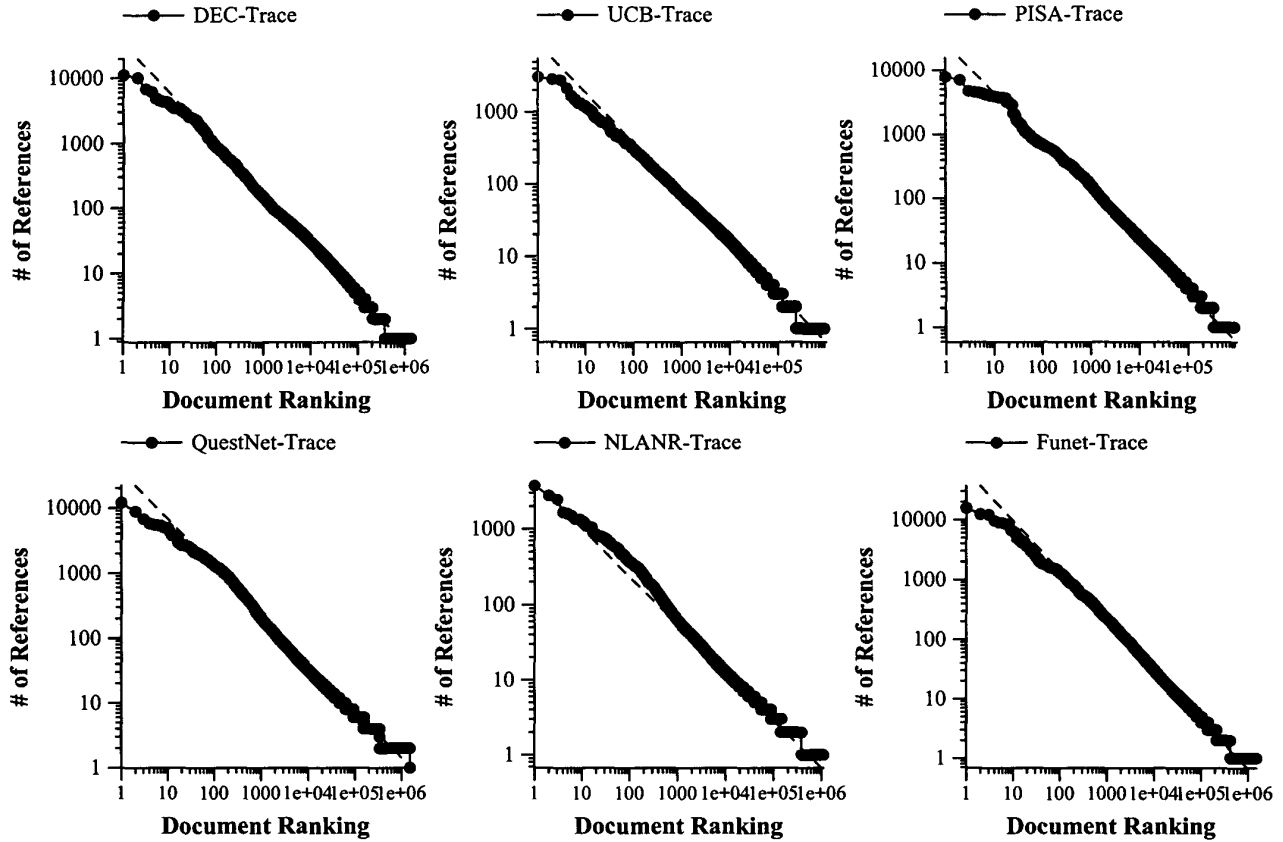 DEC-Trace
# of References
10000
1000
100
10
1
1 10 100 1000 1e+04 1e+05 1e+06
Document Ranking
UCB-Trace
# of References
1000
100
10
1
1 10 100 1000 1e+04 1e+05
Document Ranking
PISA-Trace
# of References
10000
1000
100
10
1
1 10 100 1000 1e+04 1e+05
Document Ranking
QuestNet-Trace
# of References
10000
1000
100
10
1
1 10 100 1000 1e+04 1e+05 1e+06
Document Ranking
NLANR-Trace
# of References
1000
100
10
1
1 10 100 1000 1e+04 1e+05 1e+06
Document Ranking
Funet-Trace
# of References
10000
1000
100
10
1
1 10 100 1000 1e+04 1e+05 1e+06
Document Ranking